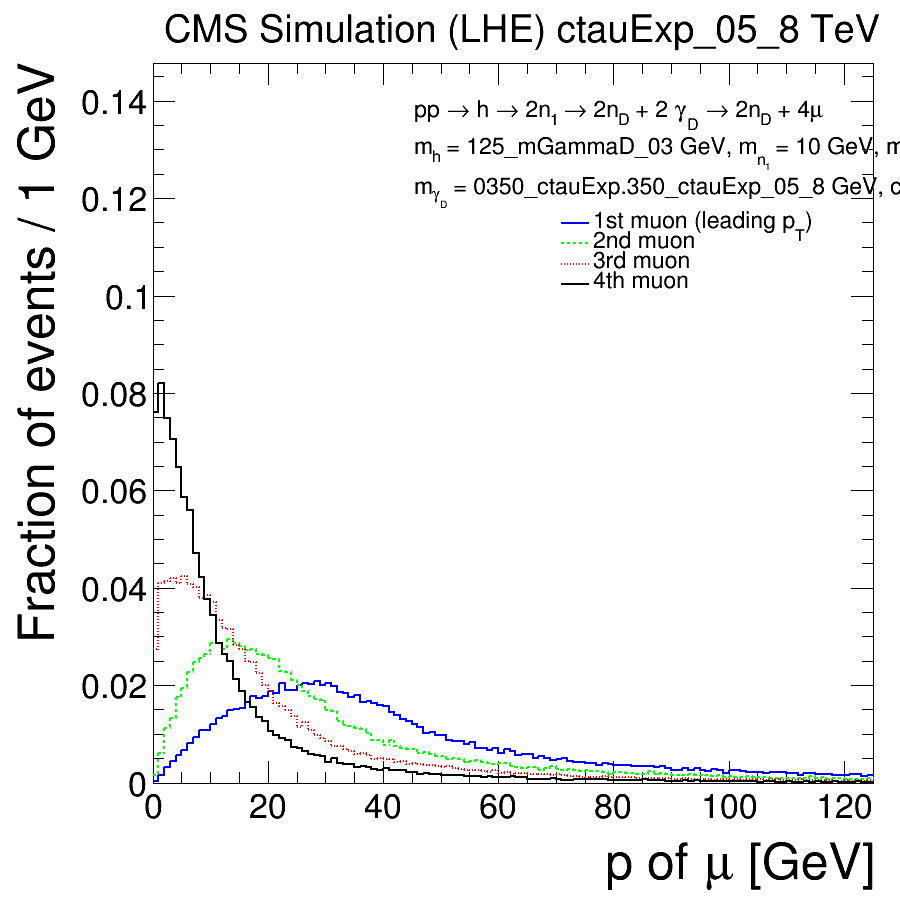 CMS Simulation (LHE) ctauExp_05_8 TeV
Fraction of events / 1 GeV
0.14
0.12
0.1
0.08
0.06
0.04
0.02
0
pp → h → 2n1 → 2nD + 2 γD → 2nD + 4μ
mh = 125_mGammaD_03 GeV, mn1 = 10 GeV, m
mγD = 0350_ctauExp.350_ctauExp_05_8 GeV, c
1st muon (leading pT)
2nd muon
3rd muon
4th muon
0 20 40 60 80 100 120
p of μ [GeV]